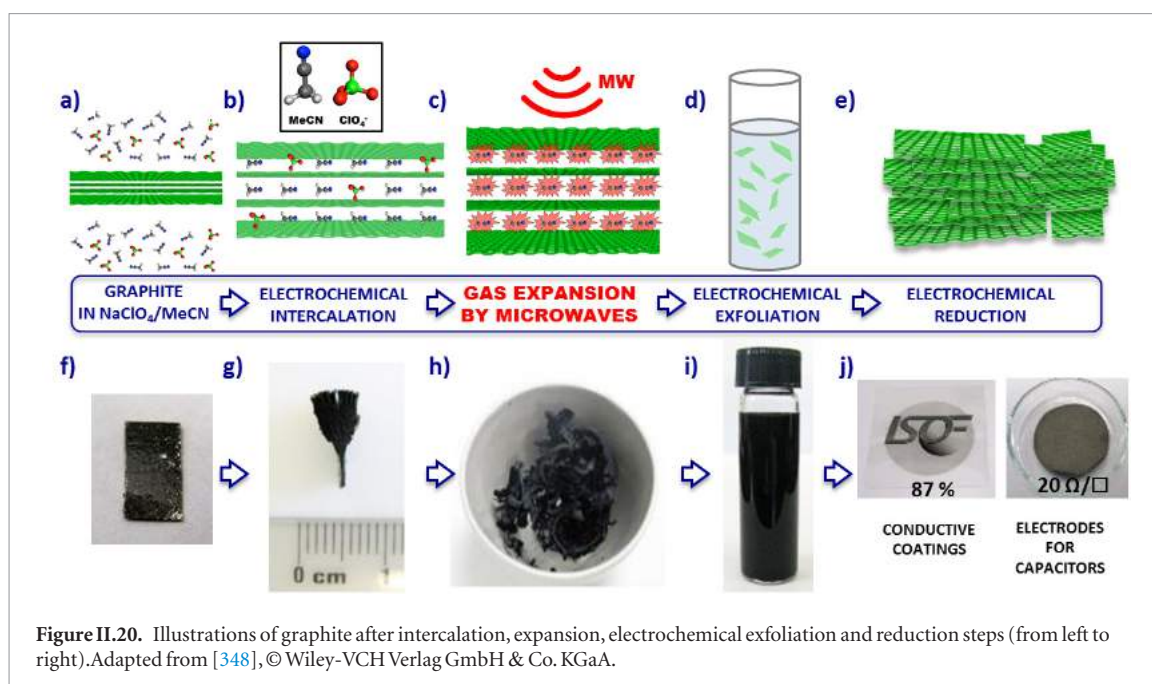 MW
a) b) c) d) e)
MeCN ClO₄⁻
GRAPHITE
IN NaClO₄/MeCN
ELECTROCHEMICAL
INTERCALATION
GAS EXPANSION
BY MICROWAVES
ELECTROCHEMICAL
EXFOLIATION
ELECTROCHEMICAL
REDUCTION
f) g) h) i) j)
0 cm 1
ISOF
87 %
20 Ω/□
CONDUCTIVE
COATINGS
ELECTRODES
FOR
CAPACITORS
Figure II.20. Illustrations of graphite after intercalation, expansion, electrochemical exfoliation and reduction steps (from left to
right).Adapted from [348], © Wiley-VCH Verlag GmbH & Co. KGaA.